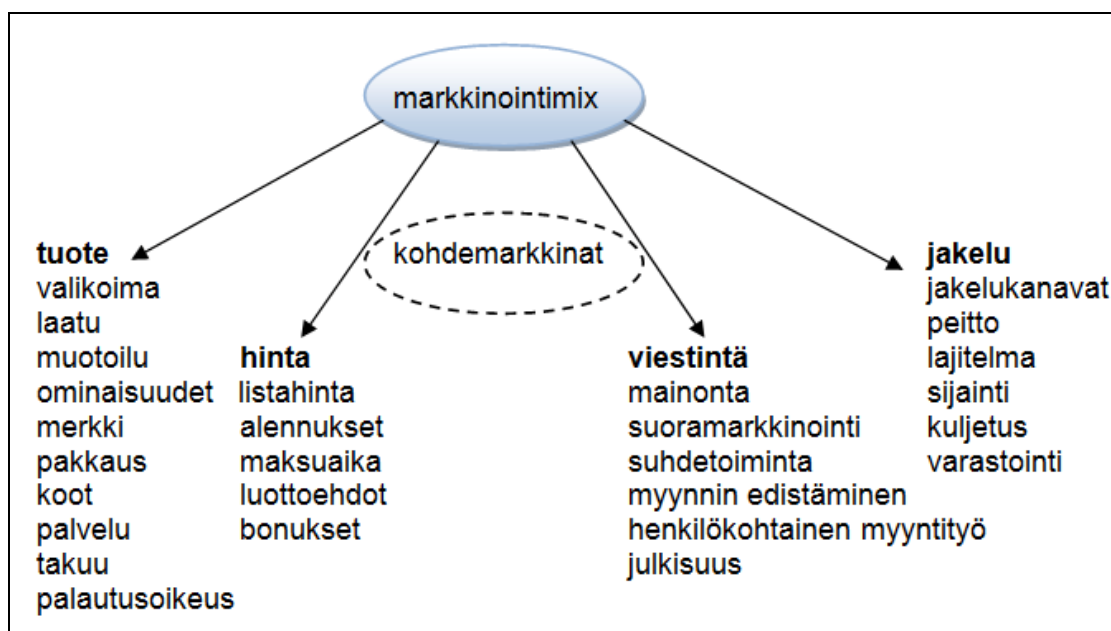 markkinointimix
kohdemarkkinat
tuote
valikoima
laatu
muotoilu
ominaisuudet
merkki
pakkaus
koot
palvelu
takuu
palautusoikeus
hinta
listahinta
alennukset
maksuaika
luottoehdot
bonukset
viestintä
mainonta
suoramarkkinointi
suhdetoiminta
myynnin edistäminen
henkilökohtainen myyntityö
julkisuus
jakelu
jakelukanavat
peitto
lajitelma
sijainti
kuljetus
varastointi